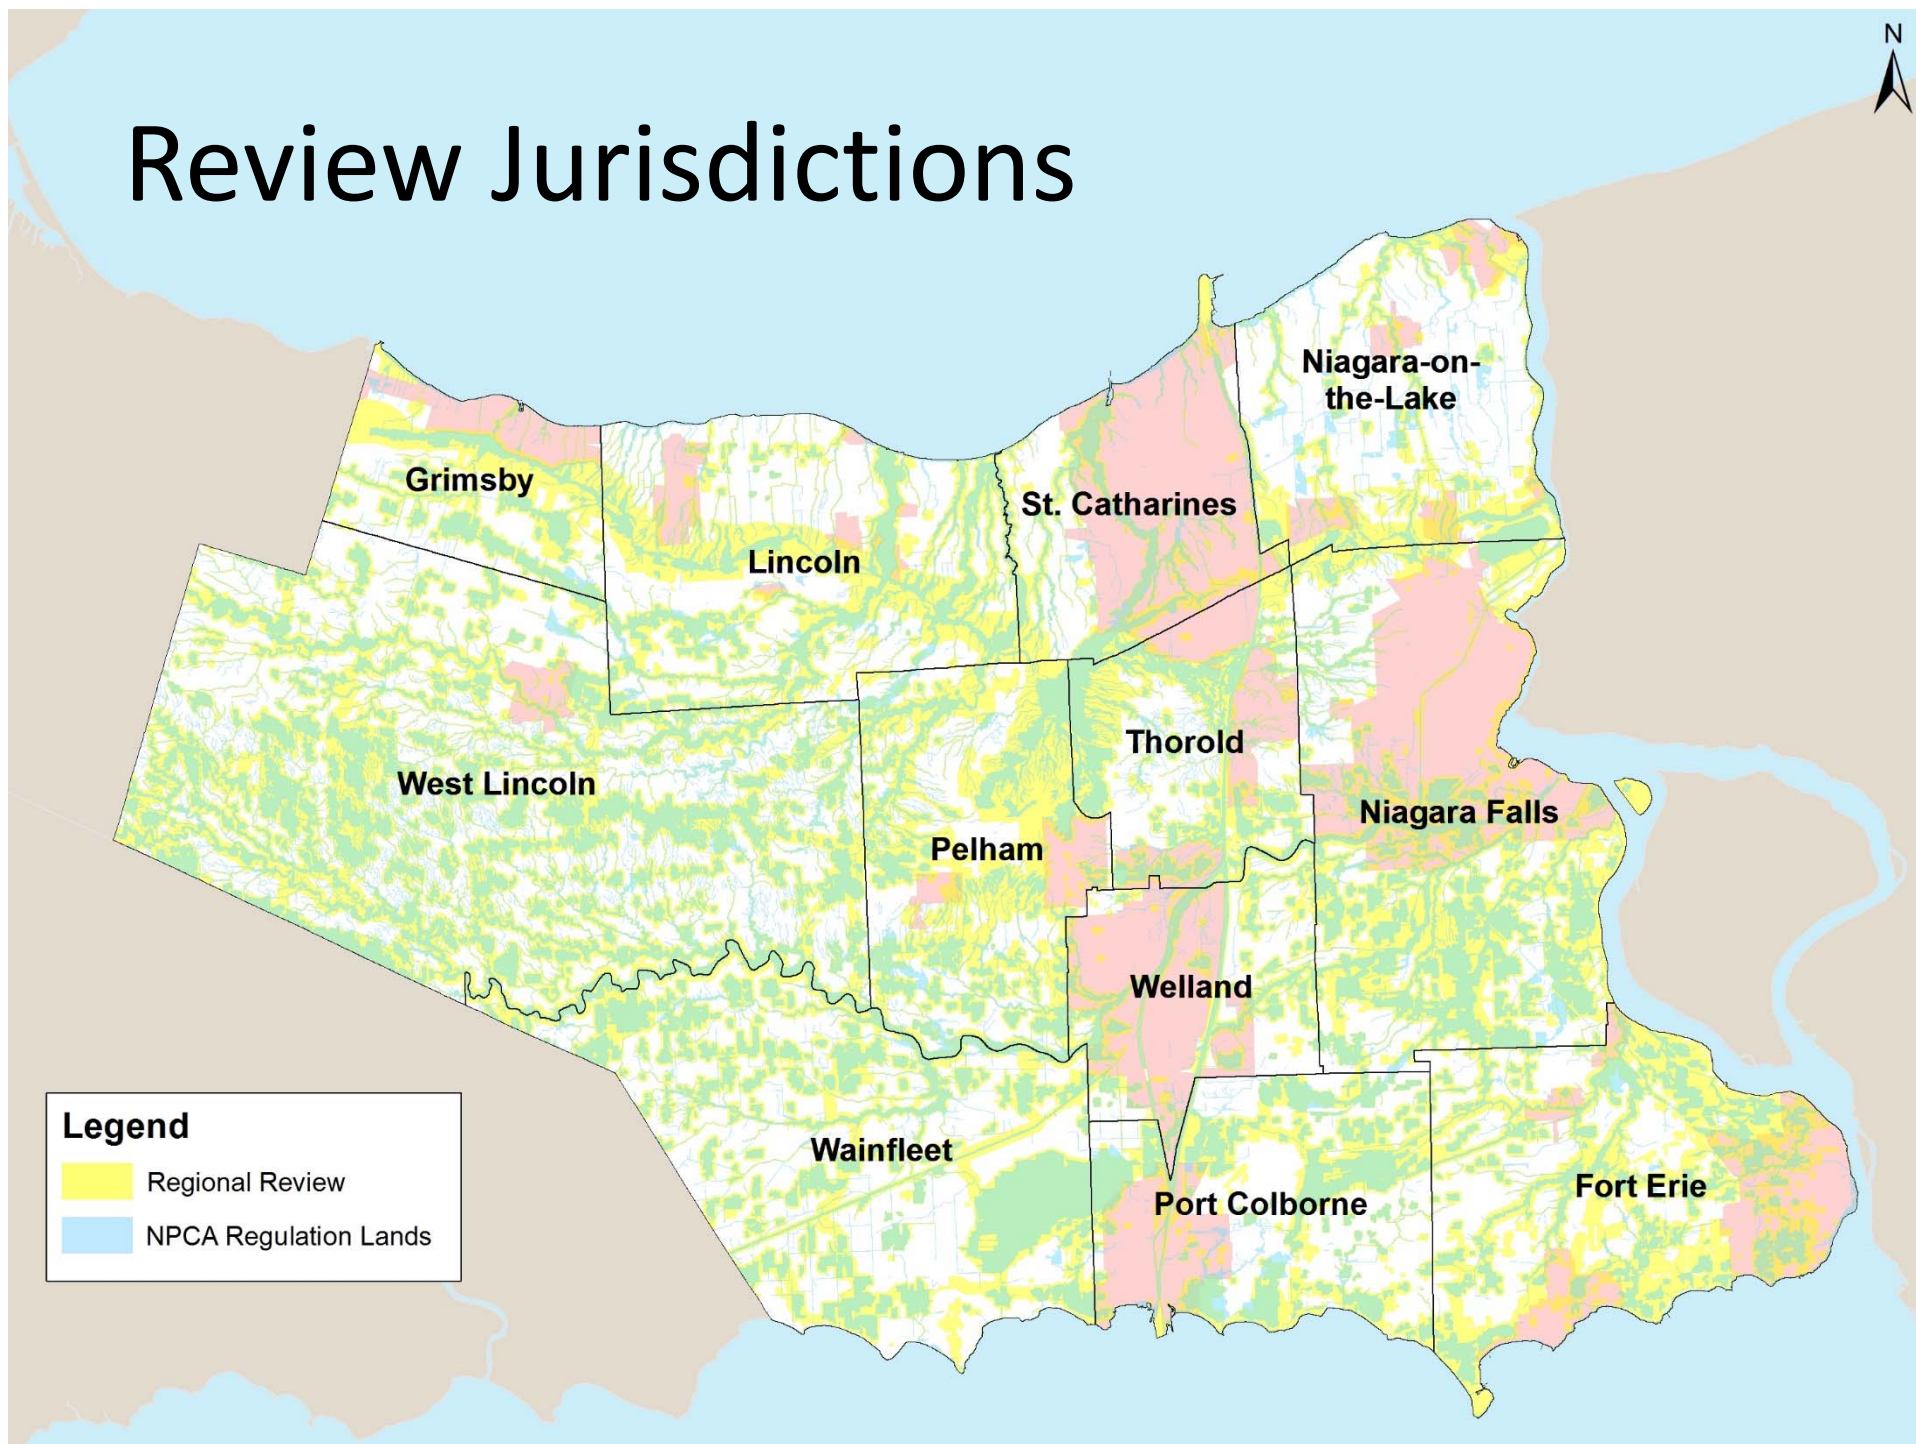 N
Review Jurisdictions
Niagara-on-
the-Lake
Grimsby
St. Catharines
Lincoln
Thorold
West Lincoln
Niagara Falls
Pelham
Welland
Wainfleet
Port Colborne
Fort Erie
Legend
Regional Review
NPCA Regulation Lands